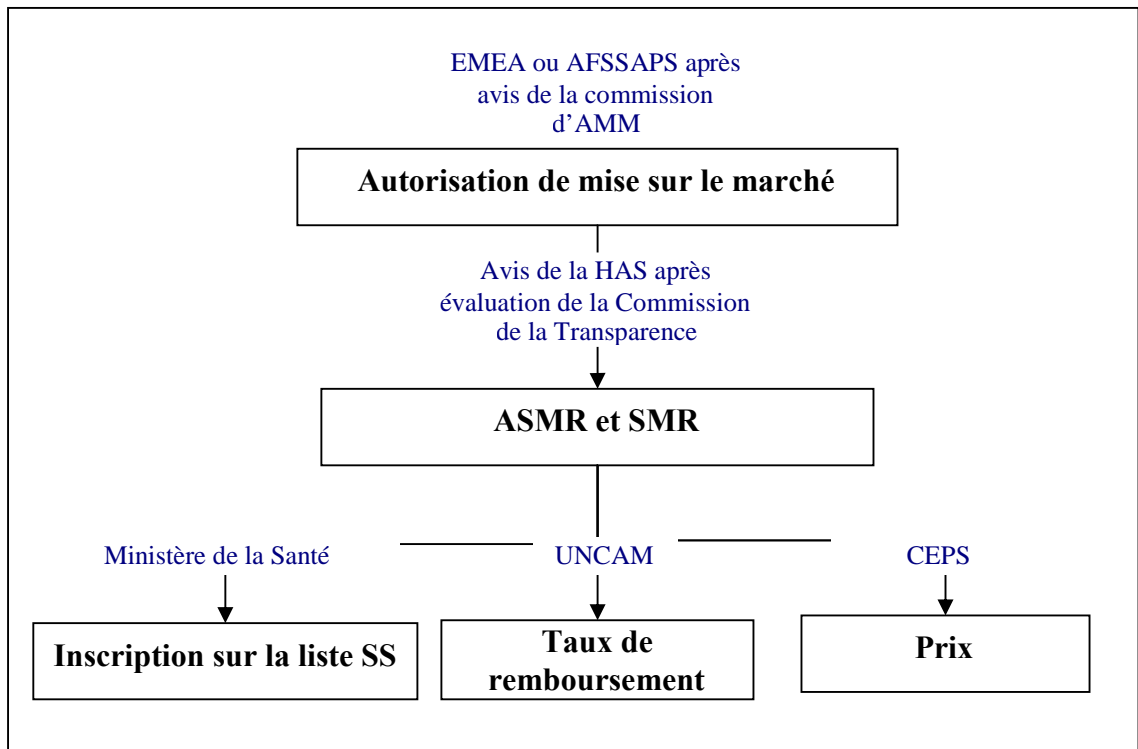 EMEA ou AFSSAPS après
avis de la commission
d’AMM
Autorisation de mise sur le marché
Avis de la HAS après
évaluation de la Commission
de la Transparence
ASMR et SMR
Ministère de la Santé
UNCAM
CEPS
Inscription sur la liste SS
Taux de
remboursement
Prix